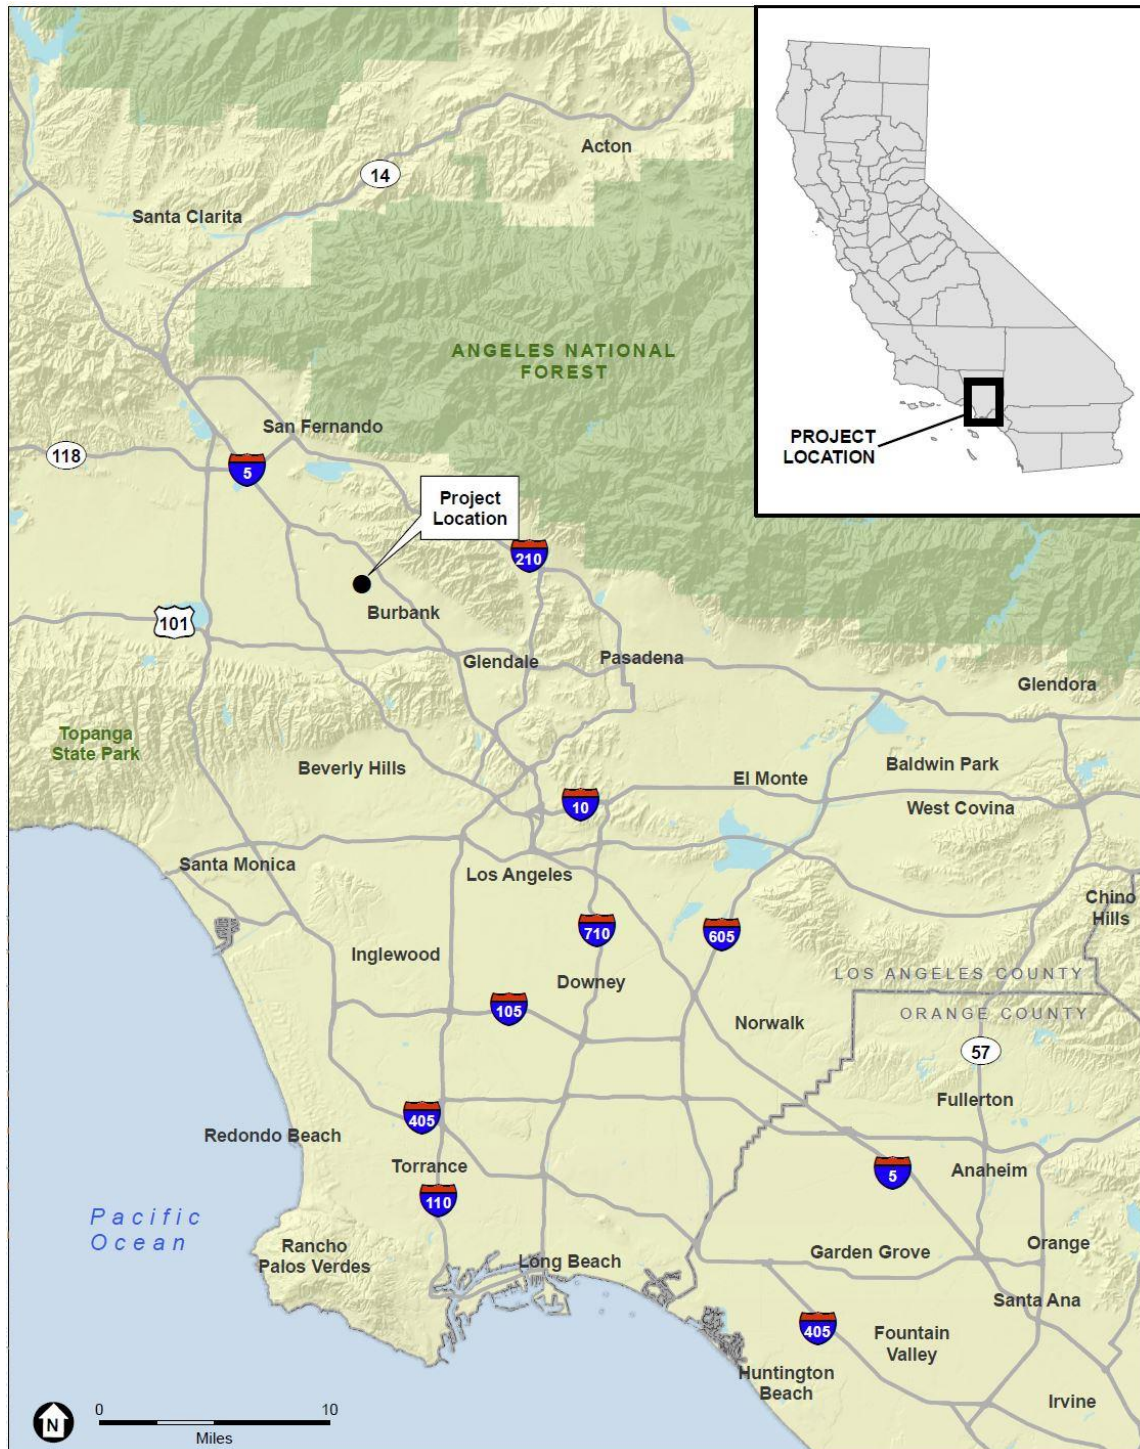 Acton
14
Santa Clarita
ANGELES NATIONAL
FOREST
PROJECT
LOCATION
San Fernando
118
5
Project
Location
210
Burbank
101
Glendale
Pasadena
Glendora
Topanga
State Park
Beverly Hills
El Monte
Baldwin Park
10
West Covina
Santa Monica
Los Angeles
Chino
Hills
710
605
Inglewood
Downey
LOS ANGELES COUNTY
105
Norwalk
ORANGE COUNTY
57
Fullerton
405
Redondo Beach
Torrance
Anaheim
5
110
Pacific
Ocean
Rancho
Palos Verdes
Long Beach
Garden Grove
Orange
Santa Ana
405
Fountain
Valley
Huntington
Beach
Irvine
N
0 10
Miles